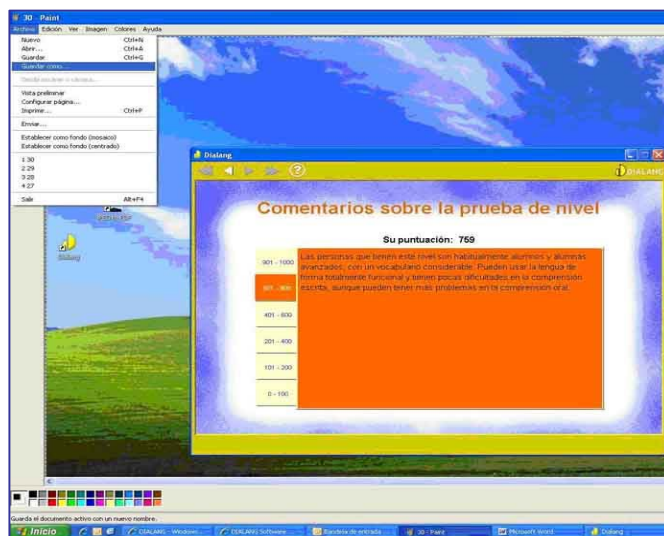 30 - Paint
Archivo Edición Ver Imagen Colores Ayuda
Nuevo Ctrl+N
Abrir... Ctrl+A
Guardar Ctrl+G
Guardar como...
Vista preliminar
Configurar página...
Imprimir... Ctrl+P
Enviar...
Establecer como fondo (mosaico)
Establecer como fondo (centrado)
1 30
2 29
3 28
4 27
Salir Alt+F4
Dialang
Dialang
DIALANG
Comentarios sobre la prueba de nivel
Su puntuación: 759
901 - 1000
Las personas que tienen este nivel son habitualmente alumnos y alumnas
avanzados, con un vocabulario considerable. Pueden usar la lengua de
forma totalmente funcional y tienen pocas dificultades en la comprensión
escrita, aunque pueden tener más problemas en la comprensión oral.
401 - 600
201 - 400
101 - 200
0 - 100
Guarda el documento activo con un nuevo nombre.
Inicio
DIALANG - Windows...
DIALANG Software ...
Bandeja de entrada ...
30 - Paint
Microsoft Word
Dialang